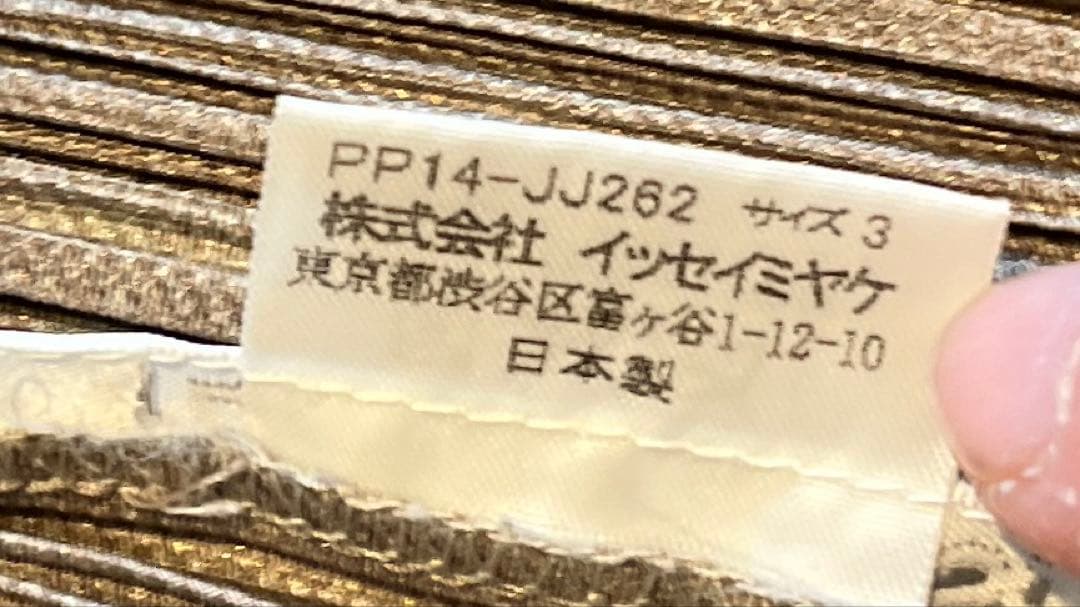 PP14-JJ262 サイズ 3
株式会社 イッセイミヤケ
東京都渋谷区富ヶ谷1-12-10
日本製